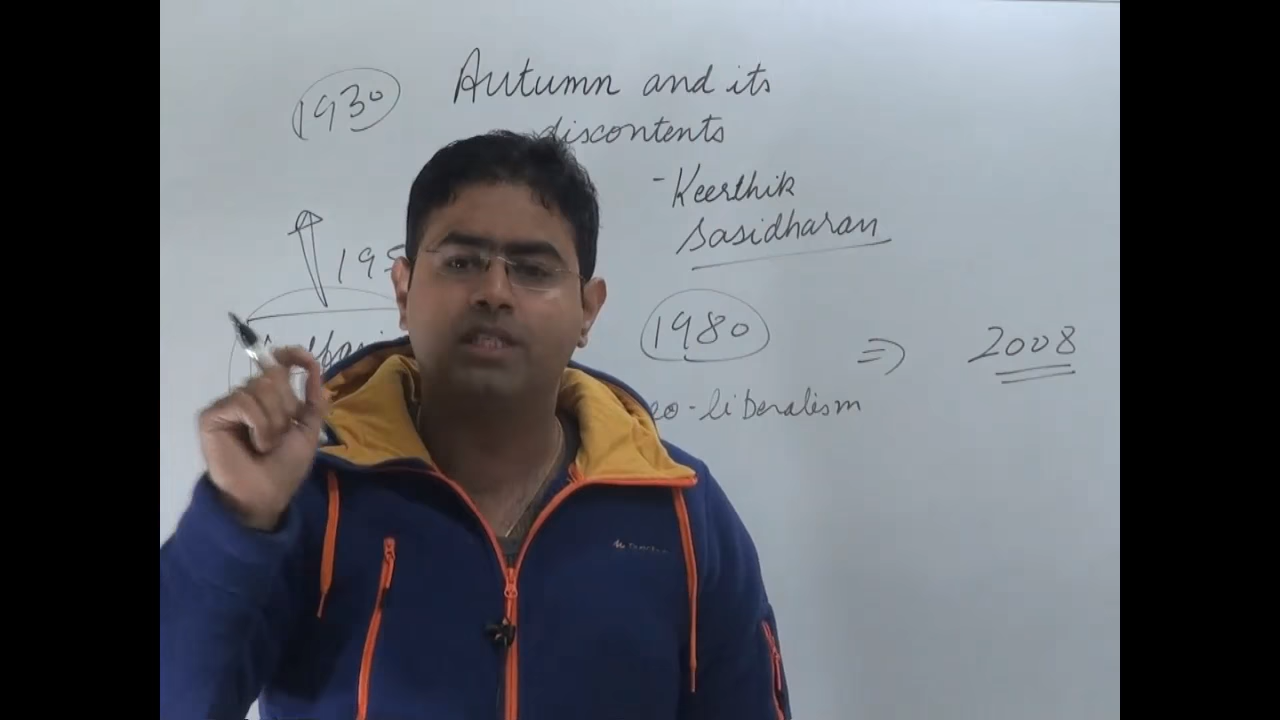 1930
Autumn and its
discontents
- Keerthik
Sasidharan
1980
=> 2008
liberalism